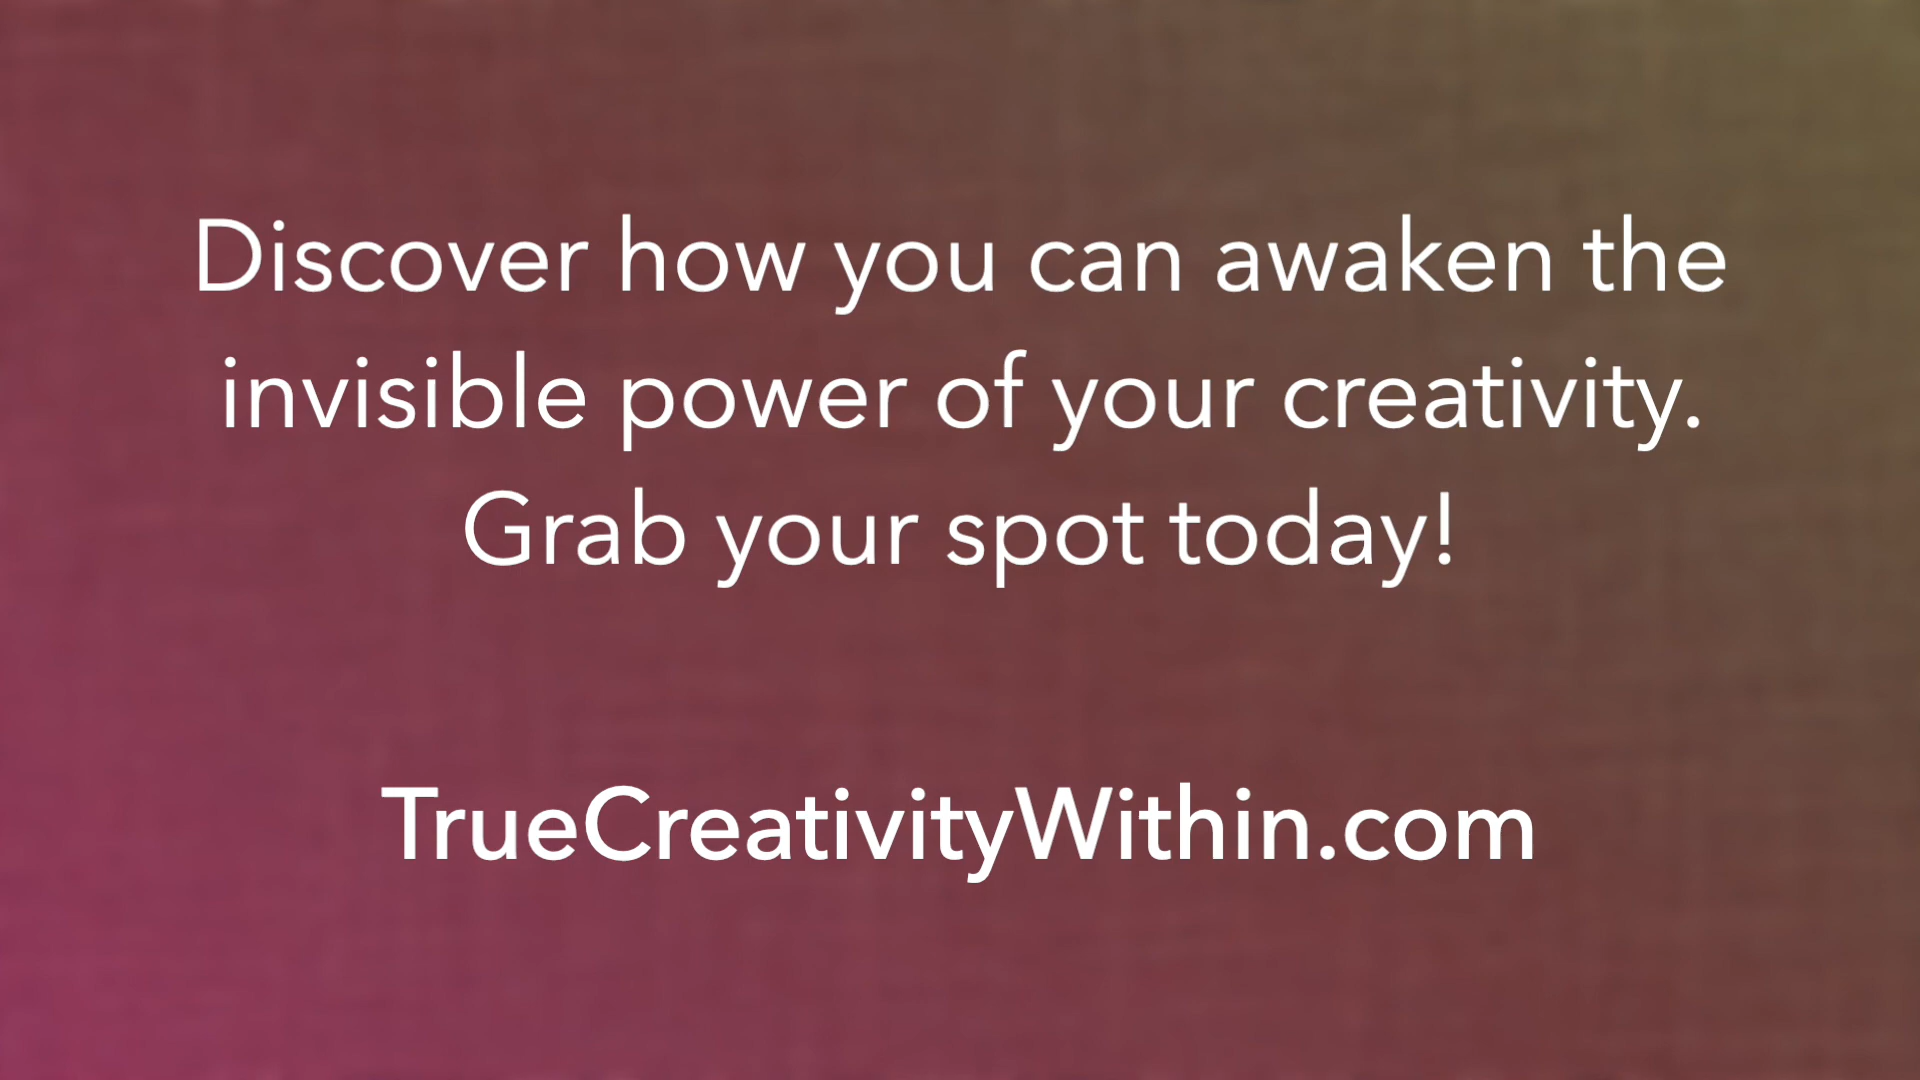 Discover how you can awaken the
invisible power of your creativity.
Grab your spot today!
TrueCreativityWithin.com